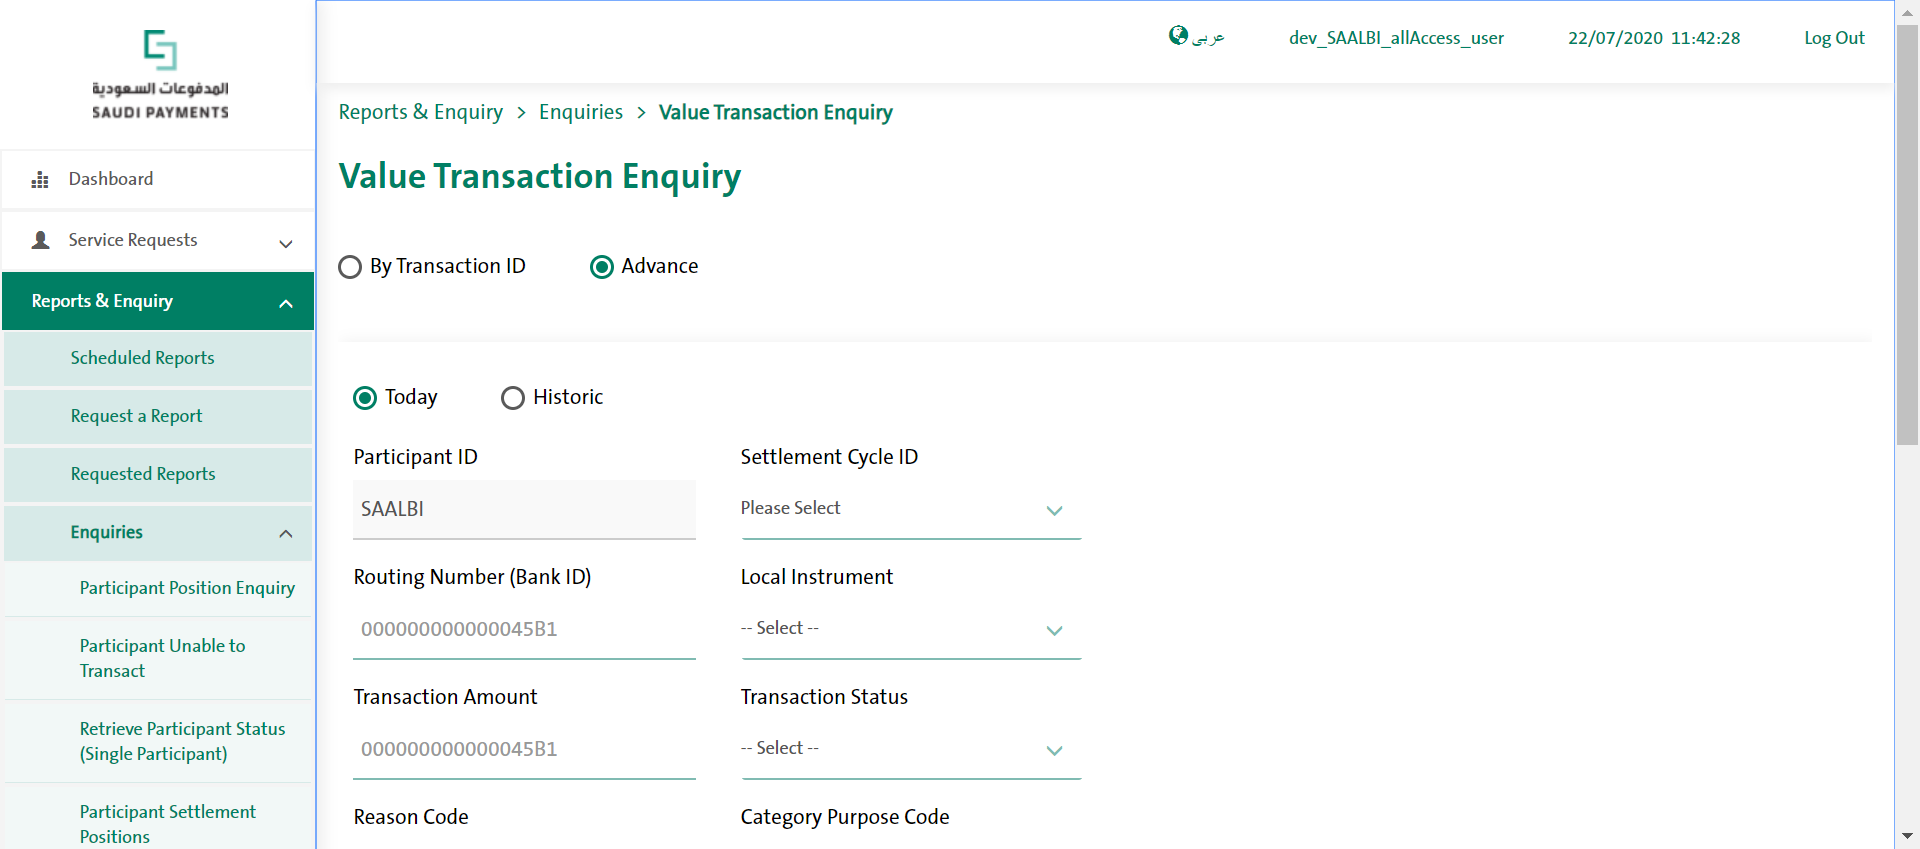 المدفوعات السعودية
SAUDI PAYMENTS
Dashboard
Service Requests
Reports & Enquiry
Scheduled Reports
Request a Report
Requested Reports
Enquiries
Participant Position Enquiry
Participant Unable to
Transact
Retrieve Participant Status
(Single Participant)
Participant Settlement
Positions
عربى
dev_SAALBI_allAccess_user
22/07/2020 11:42:28
Log Out
Reports & Enquiry > Enquiries > Value Transaction Enquiry
Value Transaction Enquiry
By Transaction ID
Advance
Today
Historic
Participant ID
Settlement Cycle ID
SAALBI
Please Select
Routing Number (Bank ID)
Local Instrument
000000000000045B1
-- Select --
Transaction Amount
Transaction Status
000000000000045B1
-- Select --
Reason Code
Category Purpose Code